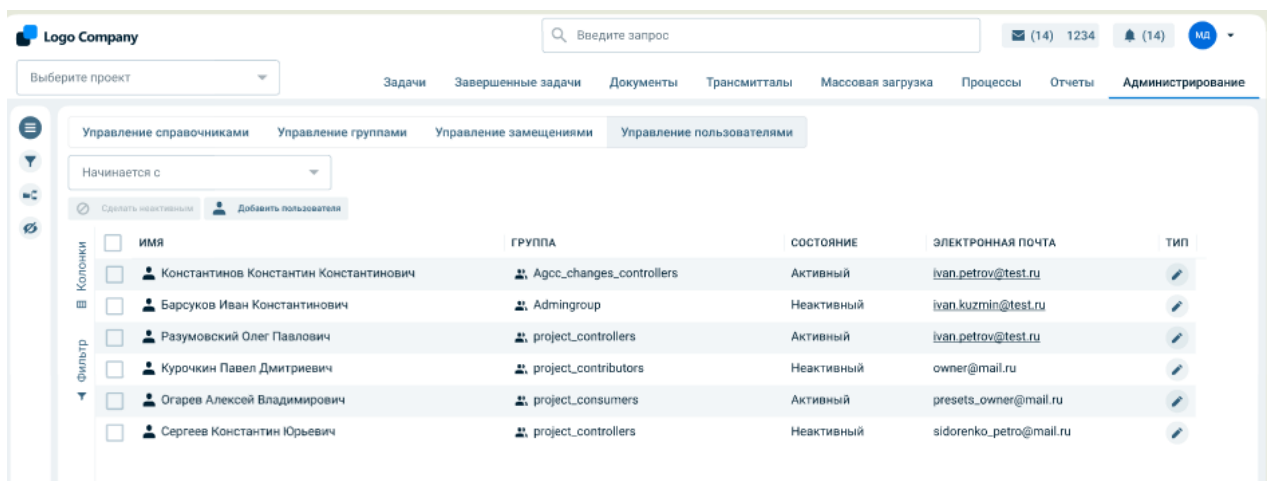 Logo Company
Введите запрос
(14) 1234
(14)
МД
Выберите проект
Задачи Завершенные задачи Документы Трансмитталы Массовая загрузка Процессы Отчеты Администрирование
Управление справочниками Управление группами Управление замещениями Управление пользователями
Начинается с
Сделать неактивным Добавить пользователя
Колонки
Фильтр
ИМЯ ГРУППА СОСТОЯНИЕ ЭЛЕКТРОННАЯ ПОЧТА ТИП
Константинов Константин Константинович Agcc_changes_controllers Активный ivan.petrov@test.ru
Барсуков Иван Константинович Admingroup Неактивный ivan.kuzmin@test.ru
Разумовский Олег Павлович project_controllers Активный ivan.petrov@test.ru
Курочкин Павел Дмитриевич project_contributors Неактивный owner@mail.ru
Огарев Алексей Владимирович project_consumers Активный presets_owner@mail.ru
Сергеев Константин Юрьевич project_controllers Неактивный sidorenko_petro@mail.ru